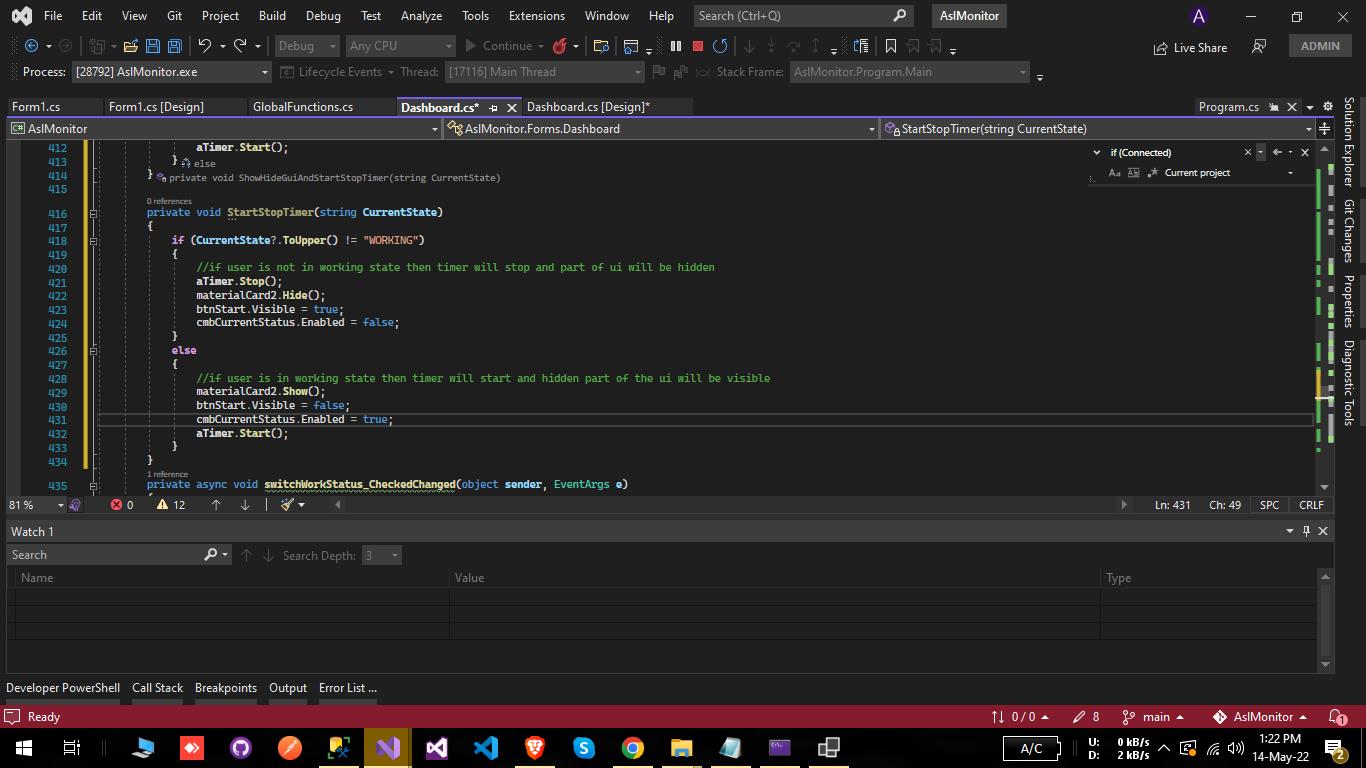 File Edit View Git Project Build Debug Test Analyze Tools Extensions Window Help Search (Ctrl+Q) AslMonitor A
Debug Any CPU Continue Live Share ADMIN
Process: [28792] AslMonitor.exe Lifecycle Events Thread: [17116] Main Thread Stack Frame: AslMonitor.Program.Main
Form1.cs Form1.cs [Design] GlobalFunctions.cs Dashboard.cs* Dashboard.cs [Design]* Program.cs
C# AslMonitor AslMonitor.Forms.Dashboard StartStopTimer(string CurrentState)
412 aTimer.Start();
413 } else
414 } private void ShowHideGuiAndStartStopTimer(string CurrentState)
415
0 references
416 private void StartStopTimer(string CurrentState)
417 {
418 if (CurrentState?.ToUpper() != "WORKING")
419 {
420 //if user is not in working state then timer will stop and part of ui will be hidden
421 aTimer.Stop();
422 materialCard2.Hide();
423 btnStart.Visible = true;
424 cmbCurrentStatus.Enabled = false;
425 }
426 else
427 {
428 //if user is in working state then timer will start and hidden part of the ui will be visible
429 materialCard2.Show();
430 btnStart.Visible = false;
431 cmbCurrentStatus.Enabled = true;
432 aTimer.Start();
433 }
434 }
1 reference
435 private async void switchWorkStatus_CheckedChanged(object sender, EventArgs e)
if (Connected)
Aa Ab .* Current project
Solution Explorer
Git Changes
Properties
Diagnostic Tools
81 % 0 12 Ln: 431 Ch: 49 SPC CRLF
Watch 1
Search Search Depth: 3
Name Value Type
Developer PowerShell Call Stack Breakpoints Output Error List ...
Ready 0 / 0 8 main AslMonitor 1
A/C U: 0 kB/s 1:22 PM
D: 2 kB/s 14-May-22 2